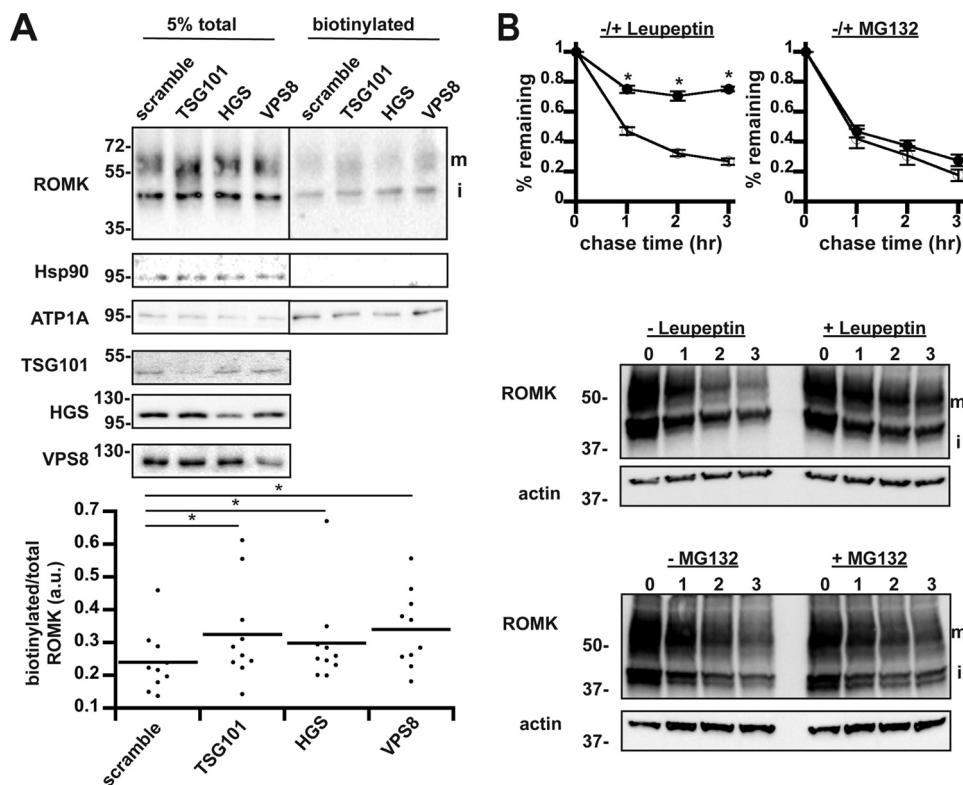 A
5% total
biotinylated
scramble TSG101 HGS VPS8 scramble TSG101 HGS VPS8
72-
55-
35-
ROMK
m
i
Hsp90
95-
ATP1A
95-
55-
TSG101
130-
HGS
95-
VPS8
130-
*
*
*
0.7
0.6
0.5
0.4
0.3
0.2
0.1
biotinylated/total
ROMK (a.u.)
scramble TSG101 HGS VPS8
B
-/+ Leupeptin
% remaining
1
0.8
0.6
0.4
0.2
0
* * *
0 1 2 3
chase time (hr)
-/+ MG132
% remaining
1
0.8
0.6
0.4
0.2
0
0 1 2 3
chase time (hr)
- Leupeptin + Leupeptin
0 1 2 3 0 1 2 3
ROMK
50-
m
37-
i
actin
37-
- MG132 + MG132
0 1 2 3 0 1 2 3
ROMK
50-
m
37-
i
actin
37-